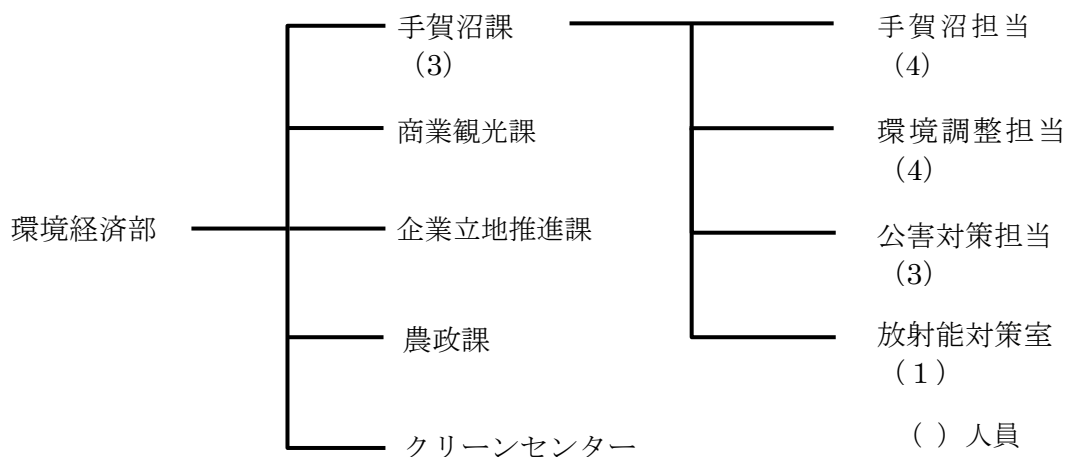 手賀沼課
(3)
手賀沼担当
(4)
商業観光課
環境調整担当
(4)
環境経済部
企業立地推進課
公害対策担当
(3)
農政課
放射能対策室
(1)
クリーンセンター
( ) 人員